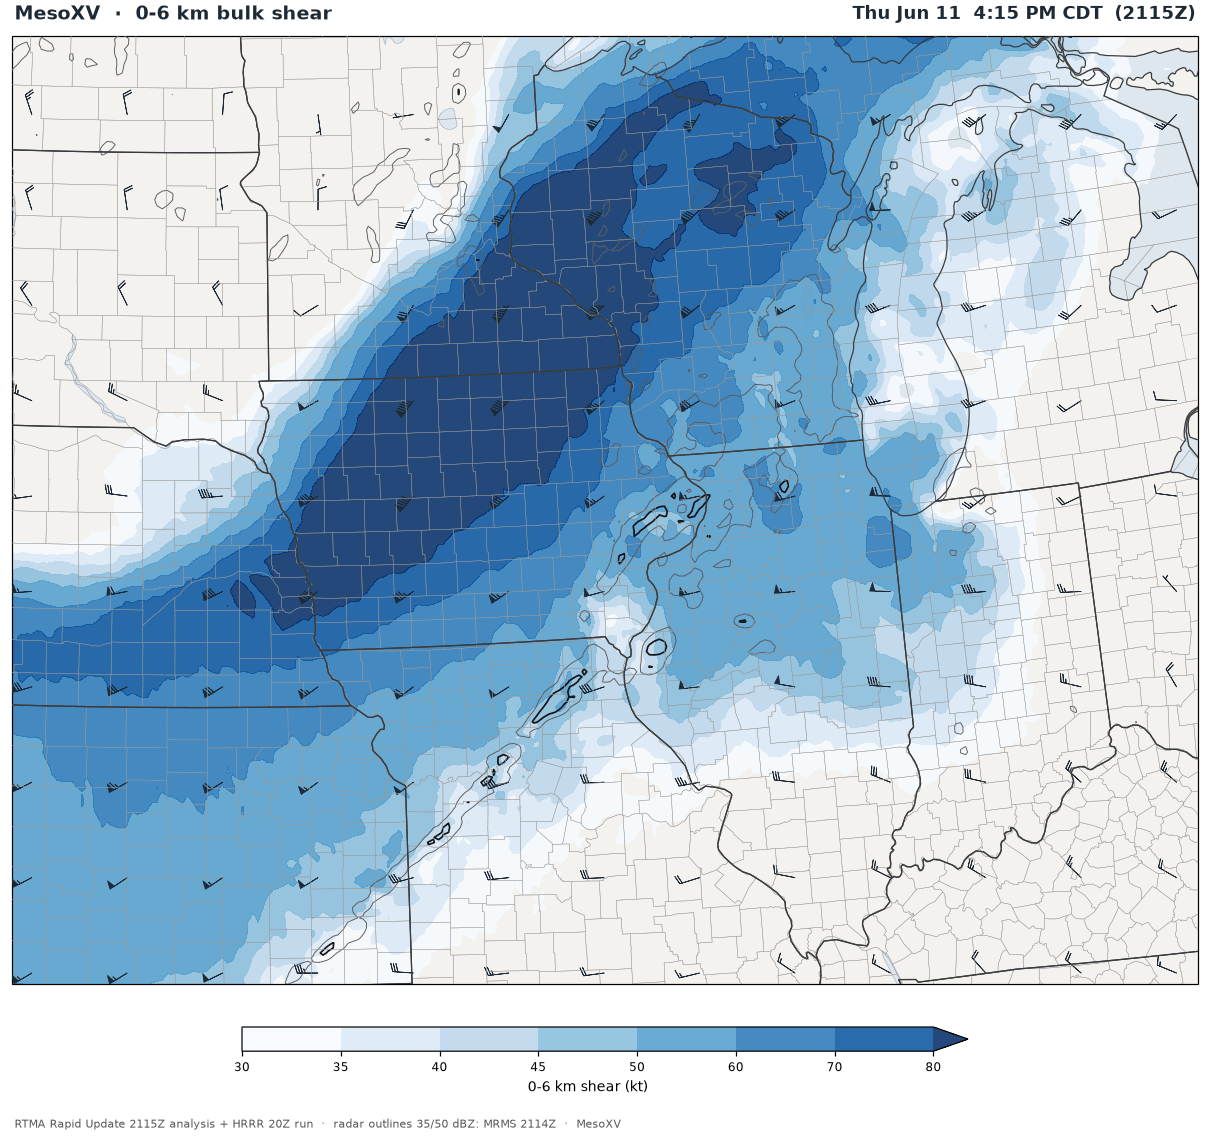 MesoXV · 0-6 km bulk shear
Thu Jun 11 4:15 PM CDT (2115Z)
30 35 40 45 50 60 70 80
0-6 km shear (kt)
RTMA Rapid Update 2115Z analysis + HRRR 20Z run · radar outlines 35/50 dBZ: MRMS 2114Z · MesoXV